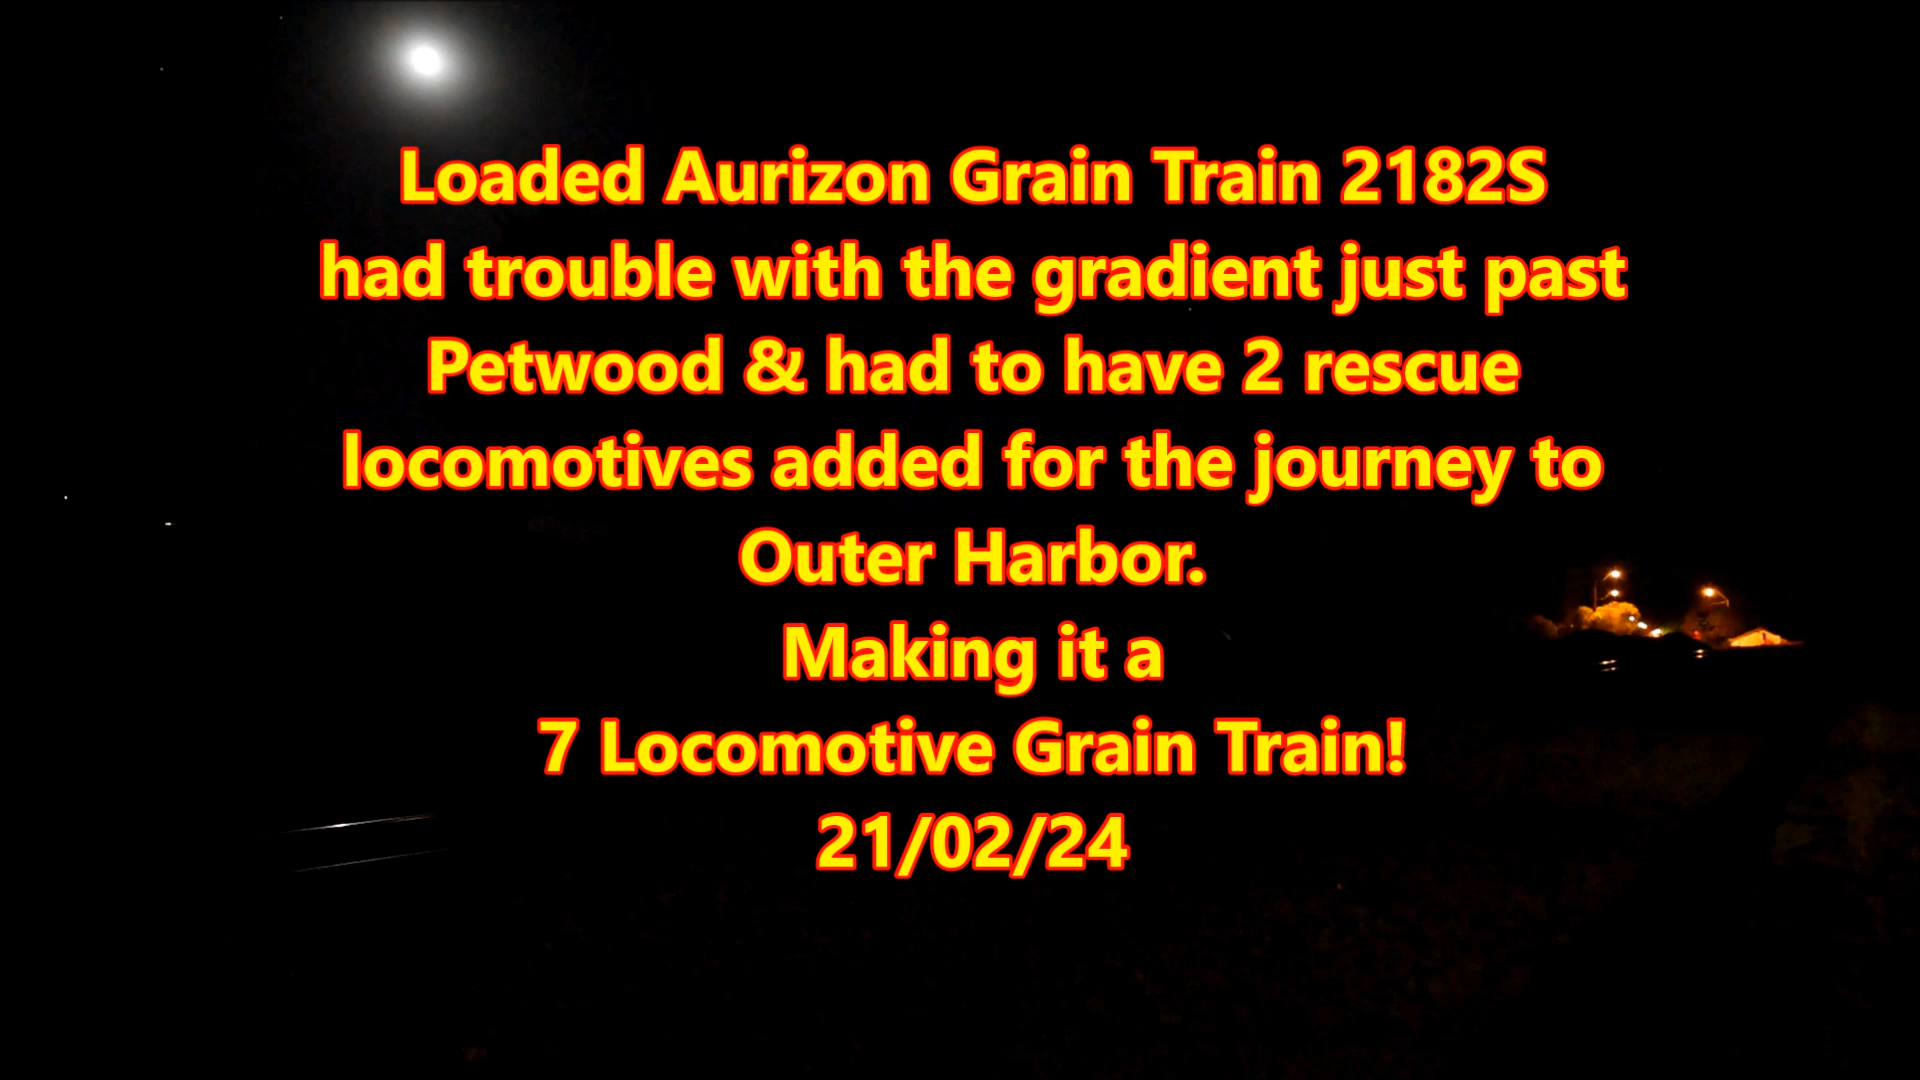 Loaded Aurizon Grain Train 2182S
had trouble with the gradient just past
Petwood & had to have 2 rescue
locomotives added for the journey to
Outer Harbor.
Making it a
7 Locomotive Grain Train!
21/02/24